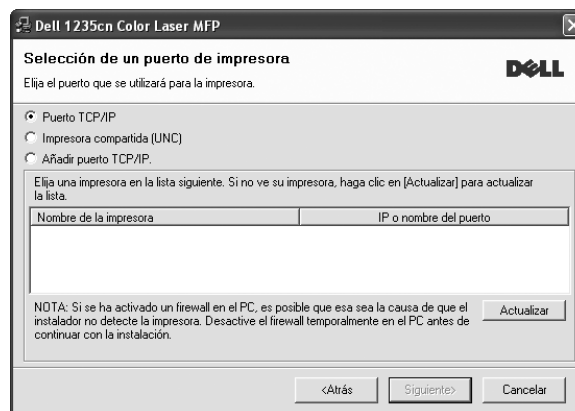 Dell 1235cn Color Laser MFP
Selección de un puerto de impresora
Elija el puerto que se utilizará para la impresora.
DELL
Puerto TCP/IP
Impresora compartida (UNC)
Añadir puerto TCP/IP.
Elija una impresora en la lista siguiente. Si no ve su impresora, haga clic en [Actualizar] para actualizar
la lista.
Nombre de la impresora
IP o nombre del puerto
NOTA: Si se ha activado un firewall en el PC, es posible que esa sea la causa de que el
instalador no detecte la impresora. Desactive el firewall temporalmente en el PC antes de
continuar con la instalación.
Actualizar
<Atrás
Siguiente>
Cancelar